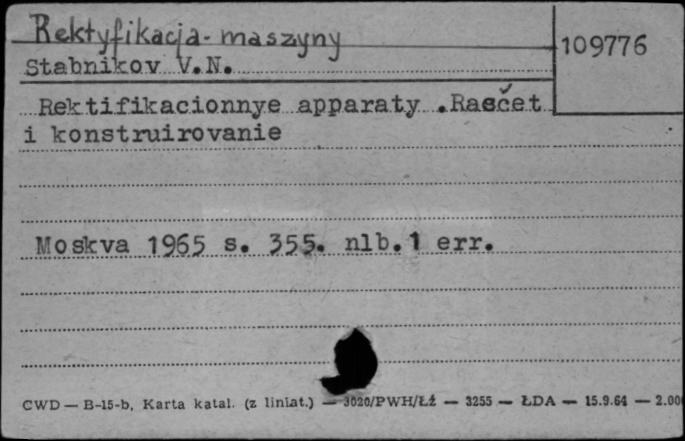 Rektyfikacja - maszyny
109776
Stabnikov V.N.
Rektifikacionnye apparaty .Rasčet
i konstruirovanie
Moskva 1965 s. 355. nlb.1 err.
CWD — B-15-b, Karta katal. (z liniat.) — 3020/PWH/Łź — 3255 — ŁDA — 15.9.64 — 2.00